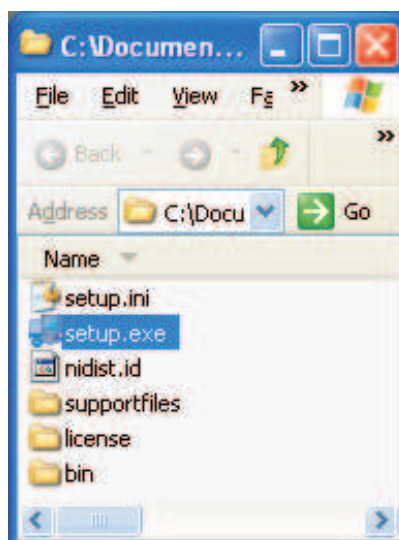 C:\Documen...
File Edit View Fa »
Back »
Address C:\Docu Go
Name
setup.ini
setup.exe
nidist.id
supportfiles
license
bin